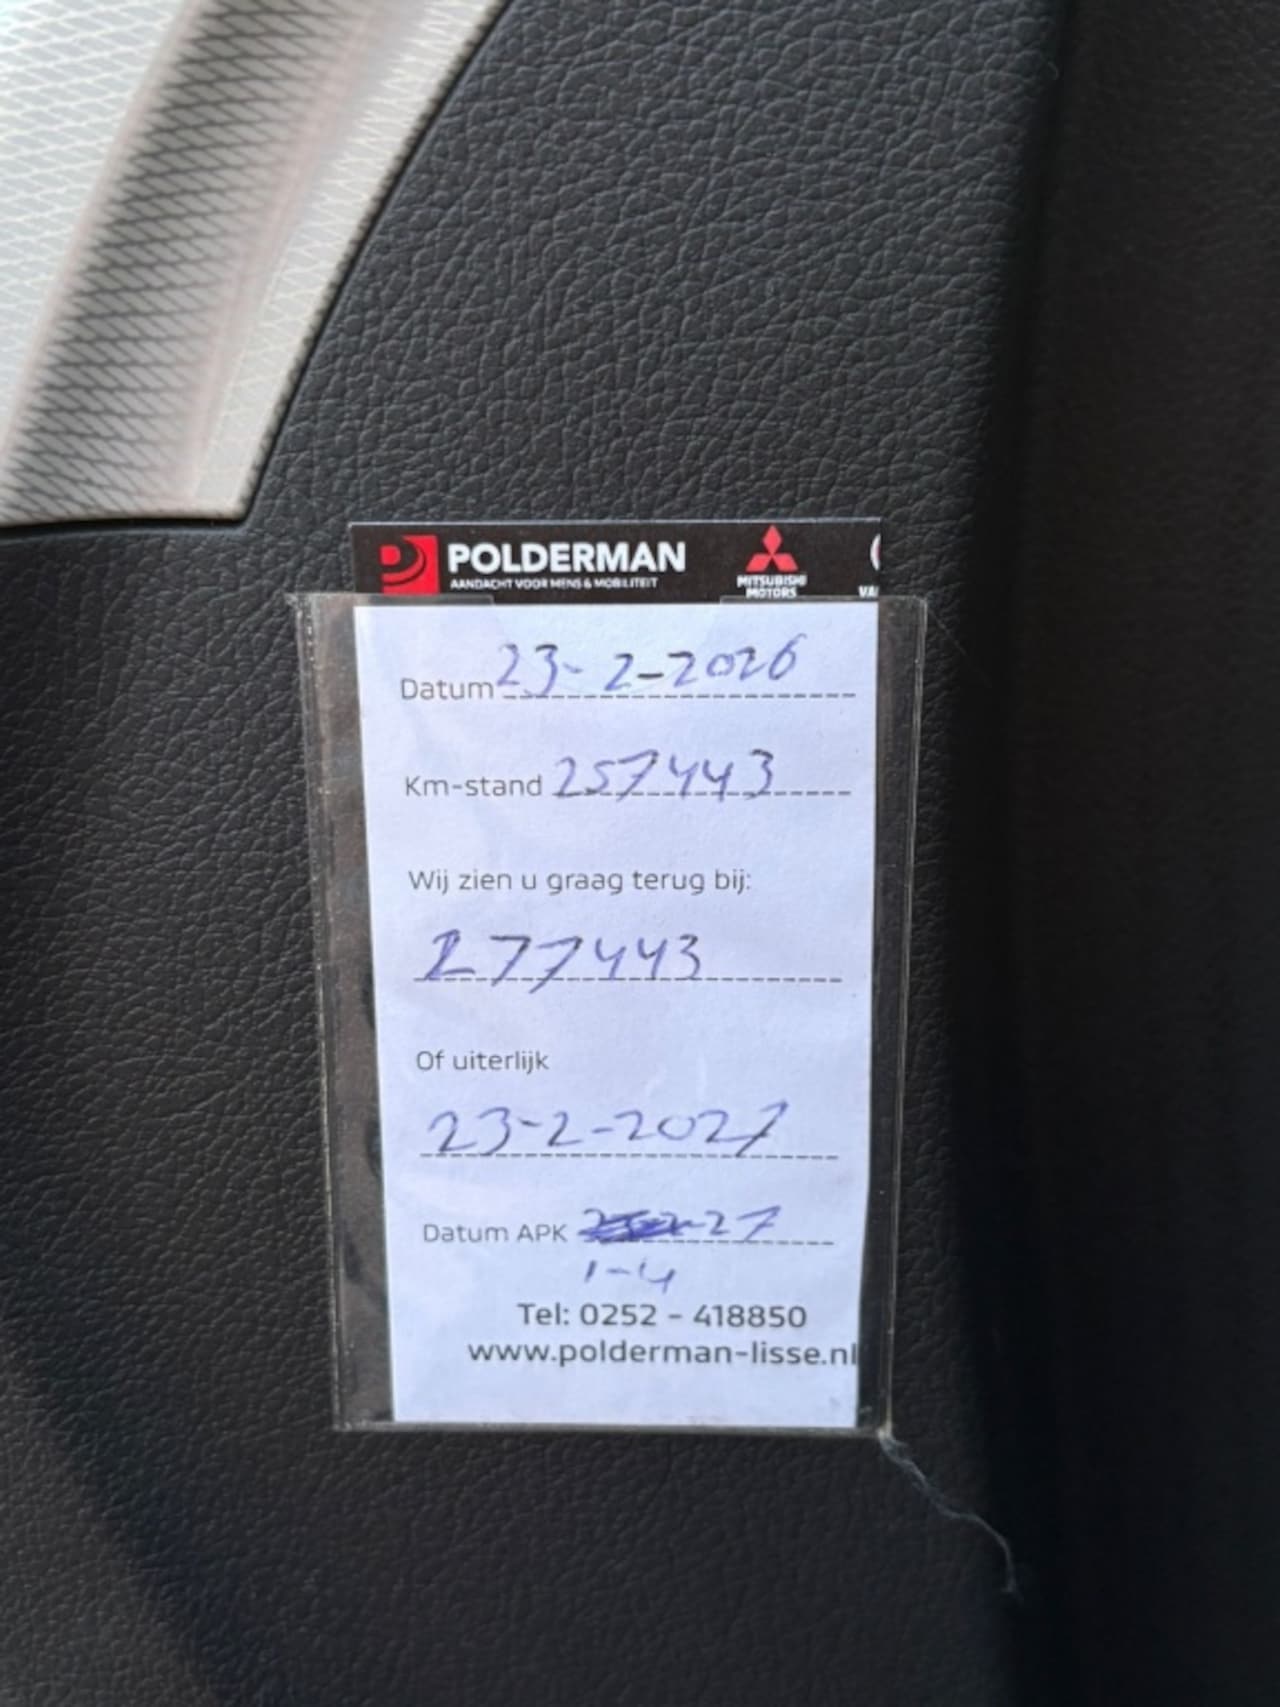 POLDERMAN
AANDACHT VOOR MENS & MOBILITEIT
MITSUBISHI
MOTORS
Datum 23-2-2026
Km-stand 257443
Wij zien u graag terug bij:
277443
Of uiterlijk
23-2-2027
Datum APK 27
1-4
Tel: 0252 - 418850
www.polderman-lisse.nl